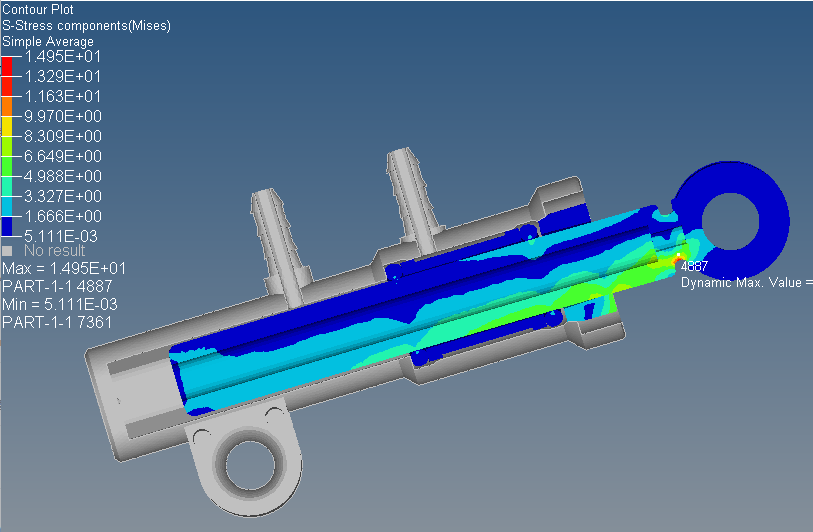 Contour Plot
S-Stress components(Mises)
Simple Average
1.495E+01
1.329E+01
1.163E+01
9.970E+00
8.309E+00
6.649E+00
4.988E+00
3.327E+00
1.666E+00
5.111E-03
No result
Max = 1.495E+01
PART-1-1 4887
Min = 5.111E-03
PART-1-1 7361
4887
Dynamic Max. Value =